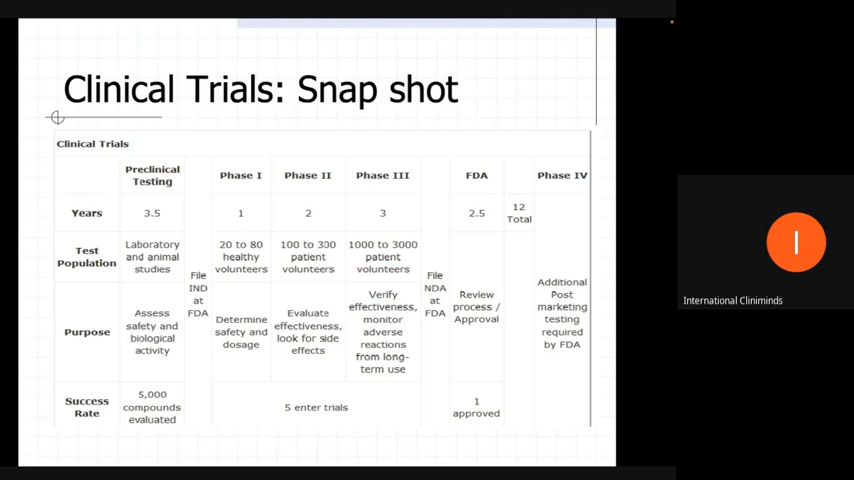 Clinical Trials: Snap shot
Clinical Trials
Preclinical
Testing
Phase I
Phase II
Phase III
FDA
Phase IV
Years
3.5
1
2
3
2.5
12
Total
Test
Population
Laboratory
and animal
studies
20 to 80
healthy
volunteers
100 to 300
patient
volunteers
1000 to 3000
patient
volunteers
File
IND
at
FDA
File
NDA
at
FDA
Purpose
Assess
safety and
biological
activity
Determine
safety and
dosage
Evaluate
effectiveness,
look for side
effects
Verify
effectiveness,
monitor
adverse
reactions
from long-
term use
Review
process /
Approval
Additional
Post
marketing
testing
required
by FDA
Success
Rate
5,000
compounds
evaluated
5 enter trials
1
approved
I
International Cliniminds